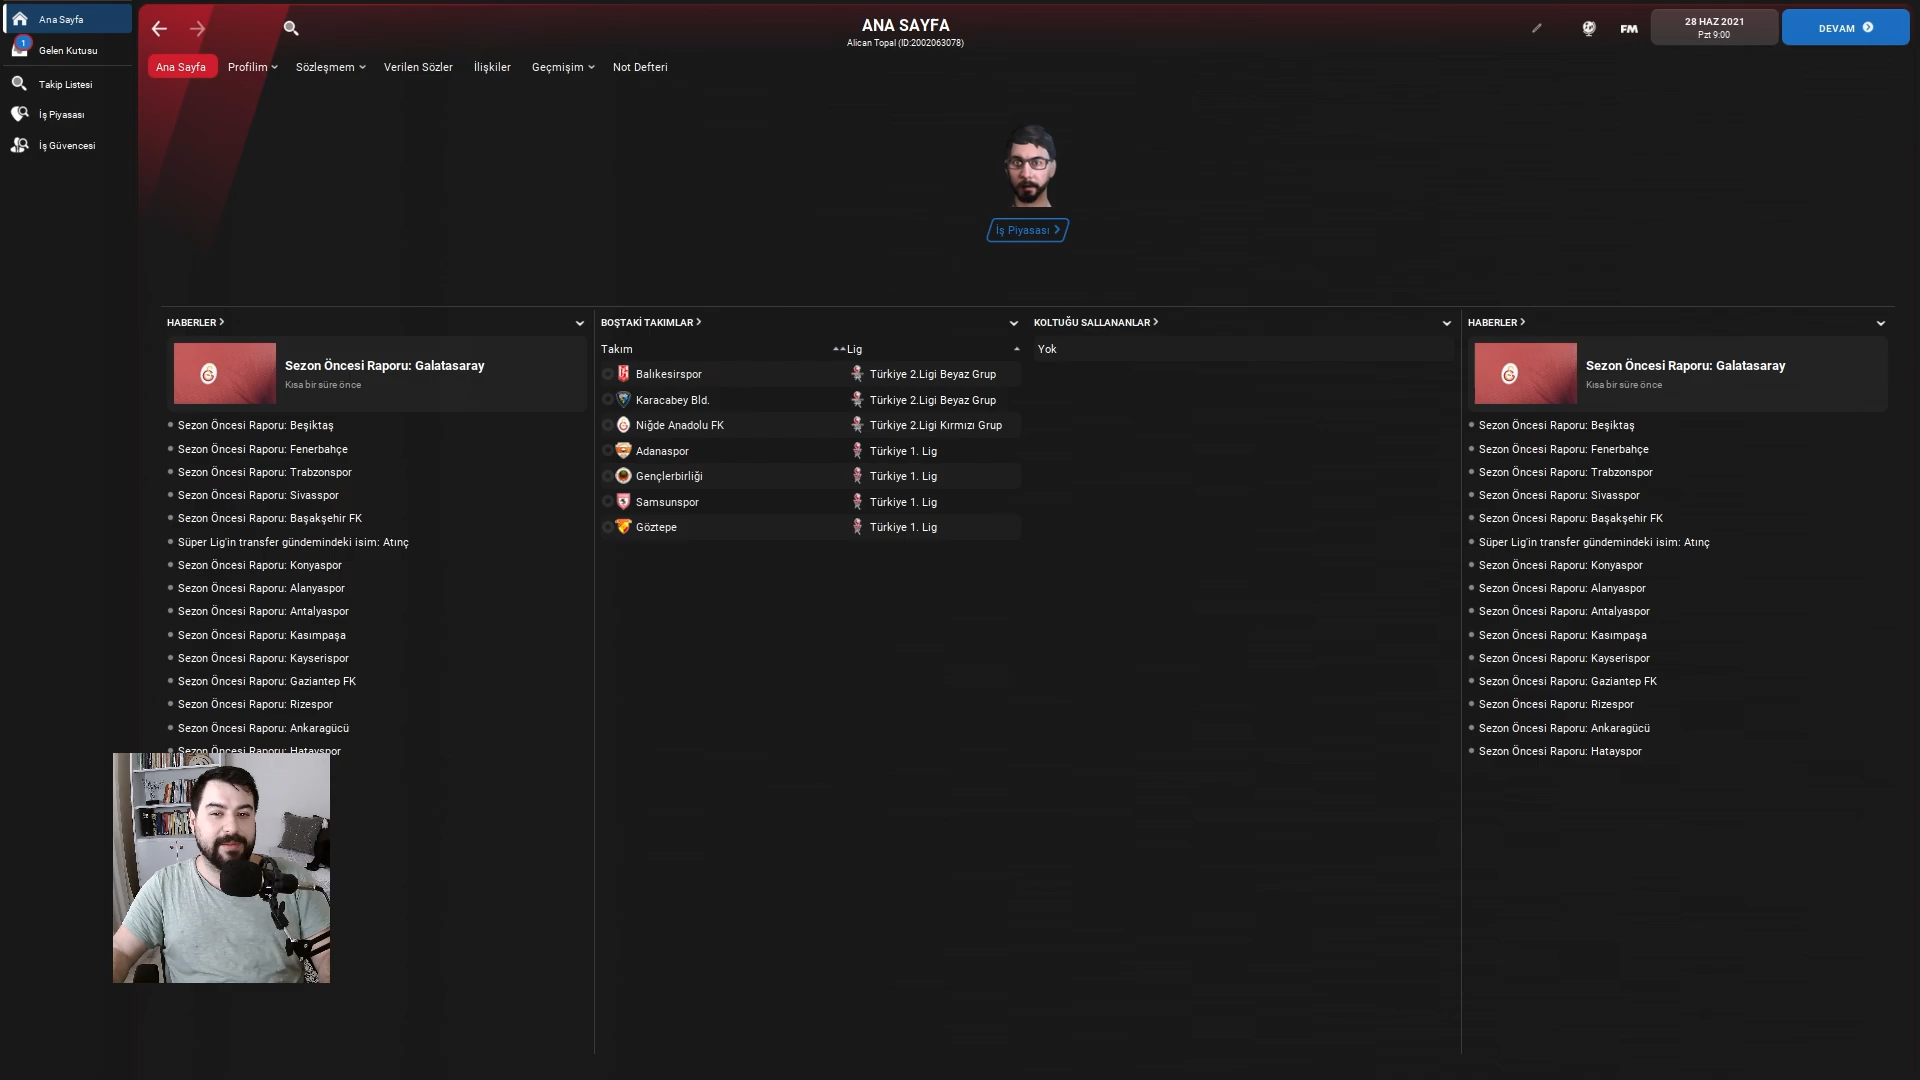 Ana Sayfa
1
Gelen Kutusu
Takip Listesi
İş Piyasası
İş Güvencesi
ANA SAYFA
Alican Topal (ID:2002063078)
FM
28 HAZ 2021
Pzt 9:00
DEVAM
Ana Sayfa
Profilim
Sözleşmem
Verilen Sözler
İlişkiler
Geçmişim
Not Defteri
İş Piyasası
HABERLER
Sezon Öncesi Raporu: Galatasaray
Kısa bir süre önce
Sezon Öncesi Raporu: Beşiktaş
Sezon Öncesi Raporu: Fenerbahçe
Sezon Öncesi Raporu: Trabzonspor
Sezon Öncesi Raporu: Sivasspor
Sezon Öncesi Raporu: Başakşehir FK
Süper Lig'in transfer gündemindeki isim: Atınç
Sezon Öncesi Raporu: Konyaspor
Sezon Öncesi Raporu: Alanyaspor
Sezon Öncesi Raporu: Antalyaspor
Sezon Öncesi Raporu: Kasımpaşa
Sezon Öncesi Raporu: Kayserispor
Sezon Öncesi Raporu: Gaziantep FK
Sezon Öncesi Raporu: Rizespor
Sezon Öncesi Raporu: Ankaragücü
Sezon Öncesi Raporu: Hatayspor
BOŞTAKİ TAKIMLAR
Takım Lig
Balıkesirspor Türkiye 2.Ligi Beyaz Grup
Karacabey Bld. Türkiye 2.Ligi Beyaz Grup
Niğde Anadolu FK Türkiye 2.Ligi Kırmızı Grup
Adanaspor Türkiye 1. Lig
Gençlerbirliği Türkiye 1. Lig
Samsunspor Türkiye 1. Lig
Göztepe Türkiye 1. Lig
KOLTUĞU SALLANANLAR
Yok
HABERLER
Sezon Öncesi Raporu: Galatasaray
Kısa bir süre önce
Sezon Öncesi Raporu: Beşiktaş
Sezon Öncesi Raporu: Fenerbahçe
Sezon Öncesi Raporu: Trabzonspor
Sezon Öncesi Raporu: Sivasspor
Sezon Öncesi Raporu: Başakşehir FK
Süper Lig'in transfer gündemindeki isim: Atınç
Sezon Öncesi Raporu: Konyaspor
Sezon Öncesi Raporu: Alanyaspor
Sezon Öncesi Raporu: Antalyaspor
Sezon Öncesi Raporu: Kasımpaşa
Sezon Öncesi Raporu: Kayserispor
Sezon Öncesi Raporu: Gaziantep FK
Sezon Öncesi Raporu: Rizespor
Sezon Öncesi Raporu: Ankaragücü
Sezon Öncesi Raporu: Hatayspor